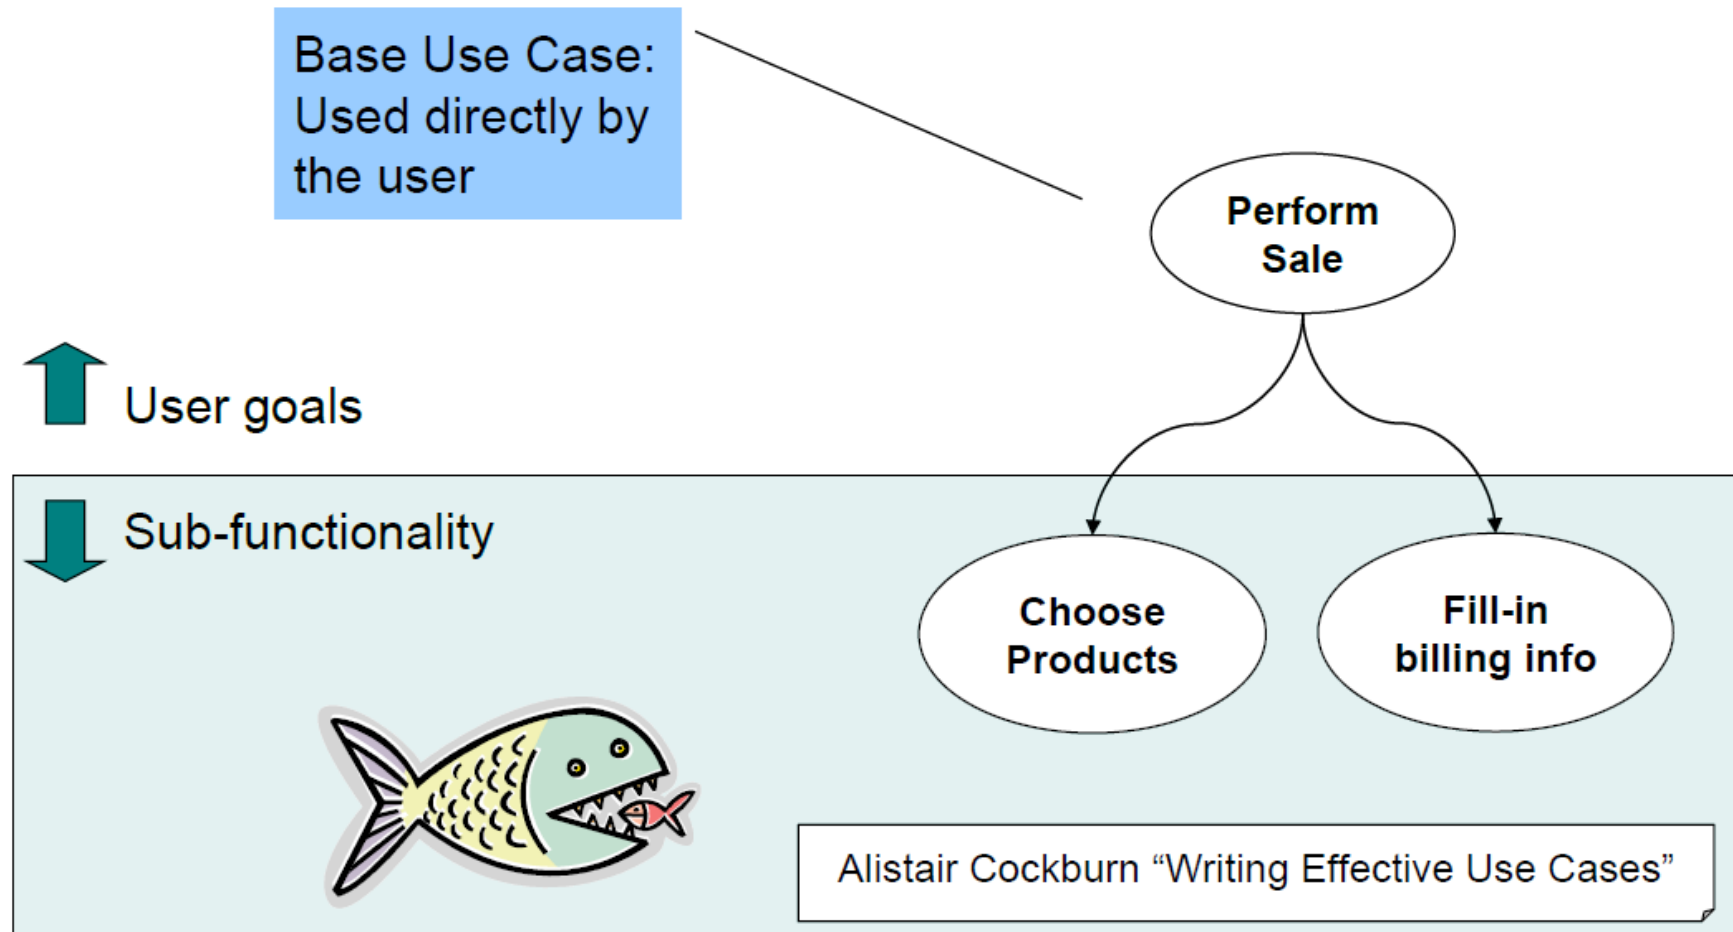 Base Use Case:
Used directly by
the user
Perform
Sale
User goals
Sub-functionality
Choose
Products
Fill-in
billing info
Alistair Cockburn “Writing Effective Use Cases”